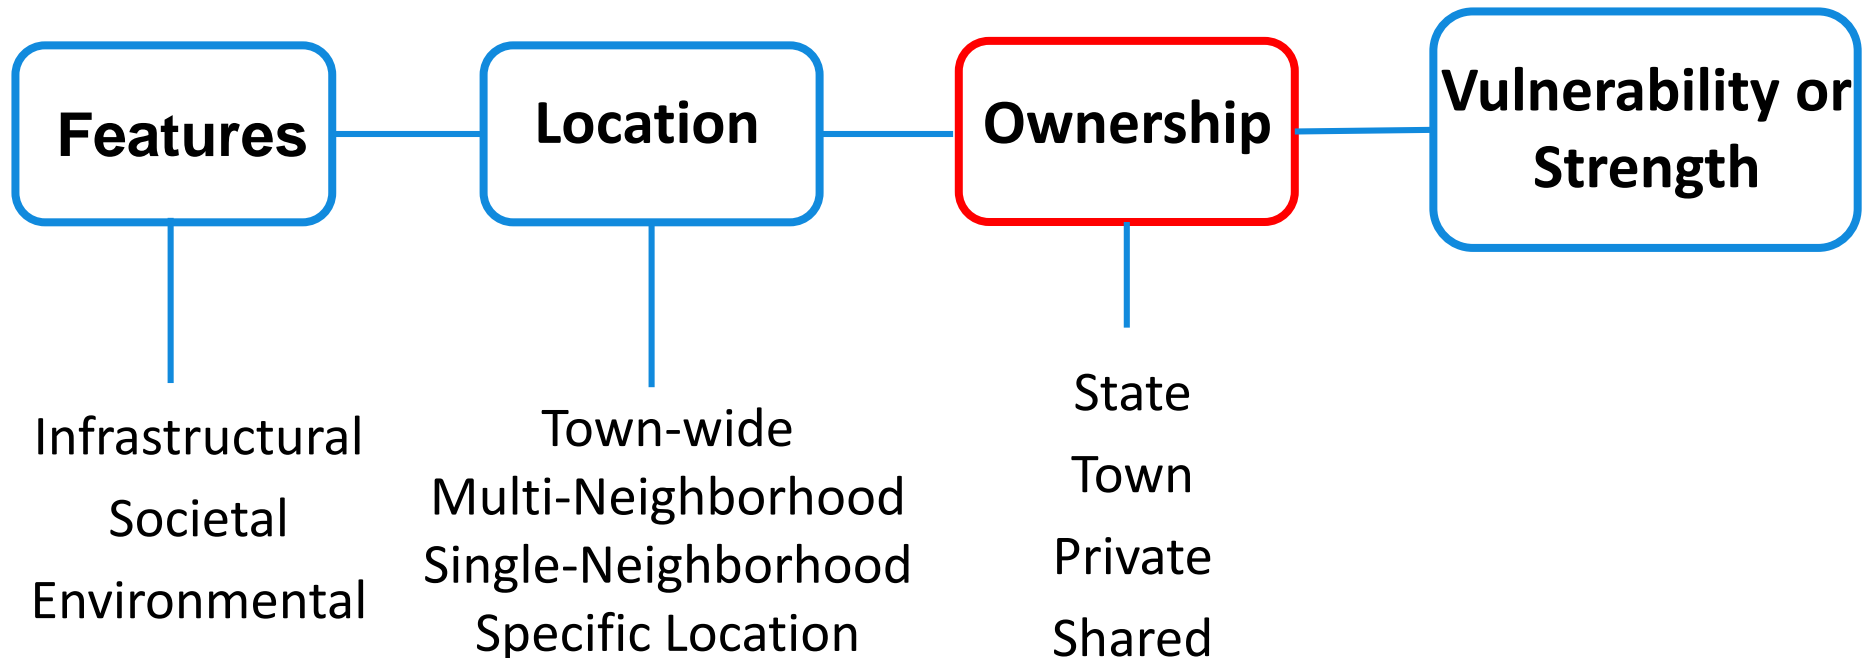 Features
Location
Ownership
Vulnerability or
Strength
Infrastructural
Societal
Environmental
Town-wide
Multi-Neighborhood
Single-Neighborhood
Specific Location
State
Town
Private
Shared